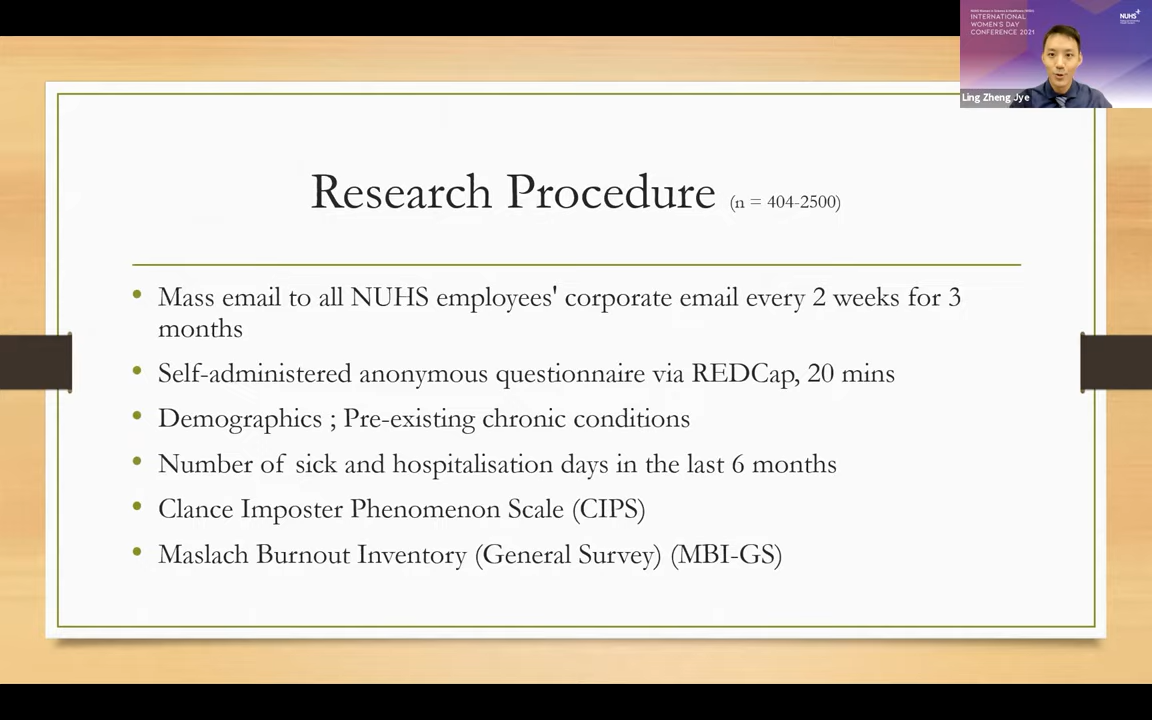 INTERNATIONAL
WOMEN'S DAY
CONFERENCE 2021
NUHS
Ling Zheng Jye
Research Procedure (n = 404-2500)
• Mass email to all NUHS employees' corporate email every 2 weeks for 3
months
• Self-administered anonymous questionnaire via REDCap, 20 mins
• Demographics ; Pre-existing chronic conditions
• Number of sick and hospitalisation days in the last 6 months
• Clance Imposter Phenomenon Scale (CIPS)
• Maslach Burnout Inventory (General Survey) (MBI-GS)